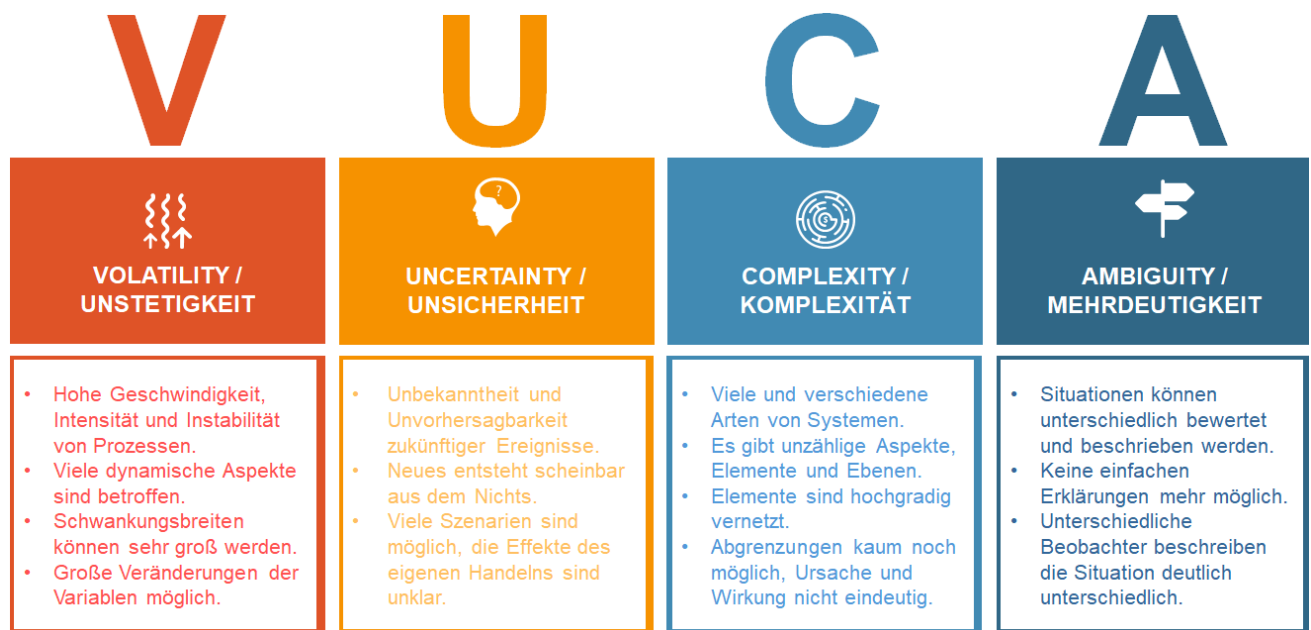 V
U
C
A
VOLATILITY /
UNSTETIGKEIT
UNCERTAINTY /
UNSICHERHEIT
COMPLEXITY /
KOMPLEXITÄT
AMBIGUITY /
MEHRDEUTIGKEIT
• Hohe Geschwindigkeit,
Intensität und Instabilität
von Prozessen.
• Viele dynamische Aspekte
sind betroffen.
• Schwankungsbreiten
können sehr groß werden.
• Große Veränderungen der
Variablen möglich.
• Unbekanntheit und
Unvorhersagbarkeit
zukünftiger Ereignisse.
• Neues entsteht scheinbar
aus dem Nichts.
• Viele Szenarien sind
möglich, die Effekte des
eigenen Handelns sind
unklar.
• Viele und verschiedene
Arten von Systemen.
• Es gibt unzählige Aspekte,
Elemente und Ebenen.
• Elemente sind hochgradig
vernetzt.
• Abgrenzungen kaum noch
möglich, Ursache und
Wirkung nicht eindeutig.
• Situationen können
unterschiedlich bewertet
und beschrieben werden.
• Keine einfachen
Erklärungen mehr möglich.
• Unterschiedliche
Beobachter beschreiben
die Situation deutlich
unterschiedlich.